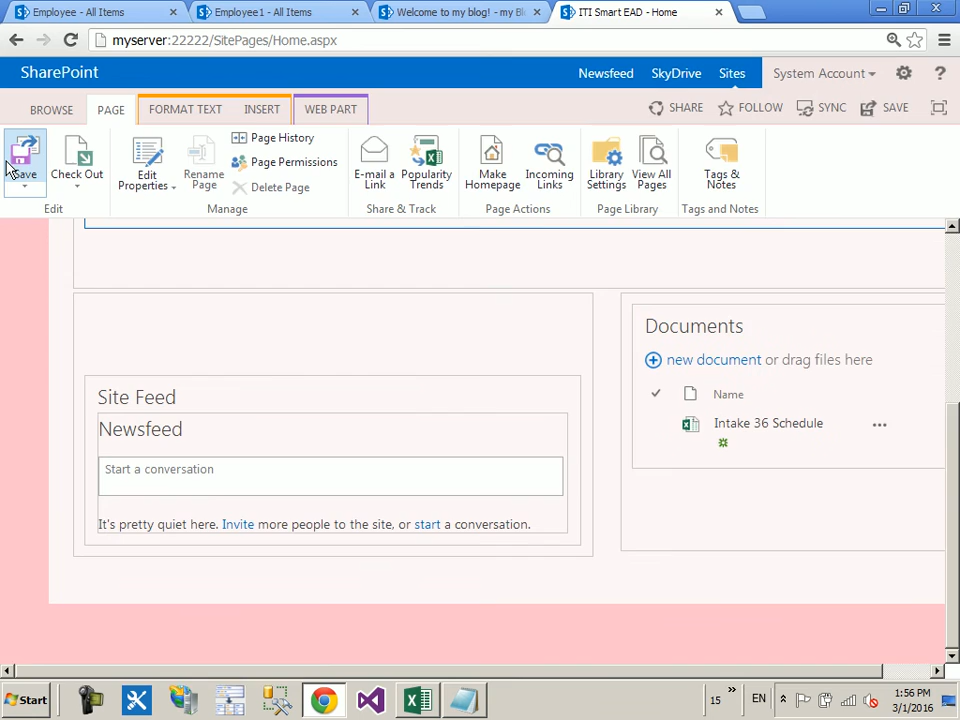 Employee - All Items
Employee1 - All Items
Welcome to my blog! - my Bl
ITI Smart EAD - Home
myserver:22222/SitePages/Home.aspx
SharePoint
Newsfeed
SkyDrive
Sites
System Account
?
BROWSE
PAGE
FORMAT TEXT
INSERT
WEB PART
SHARE
FOLLOW
SYNC
SAVE
Save
Check Out
Edit
Properties
Rename
Page
Page History
Page Permissions
Delete Page
E-mail a
Link
Popularity
Trends
Make
Homepage
Incoming
Links
Library
Settings
View All
Pages
Tags &
Notes
Edit
Manage
Share & Track
Page Actions
Page Library
Tags and Notes
Documents
new document or drag files here
Name
Intake 36 Schedule
Site Feed
Newsfeed
Start a conversation
It's pretty quiet here. Invite more people to the site, or start a conversation.
Start
15
EN
1:56 PM
3/1/2016